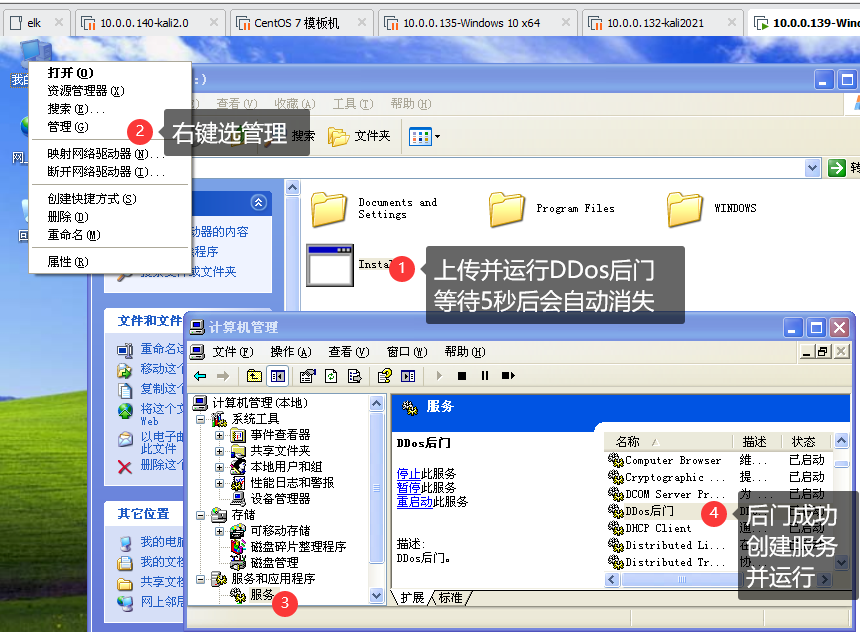 elk
10.0.0.140-kali2.0
CentOS 7 模板机
10.0.0.135-Windows 10 x64
10.0.0.132-kali2021
10.0.0.139-Wind
打开(O)
资源管理器(X)
搜索(E)...
管理(G)
映射网络驱动器(N)...
断开网络驱动器(I)...
创建快捷方式(S)
删除(D)
重命名(M)
属性(R)
查看(V)
收藏(A)
工具(T)
帮助(H)
2
右键选管理
搜索
文件夹
转
动器的内容
程序
搜索文件或文件夹
Documents and
Settings
Program Files
WINDOWS
Instal
1
上传并运行DDos后门
等待5秒后会自动消失
文件和文件
重命名这
移动这个
复制这个
将这个文
Web
以电子邮
此文件
删除这个
其它位置
我的电脑
我的文档
共享文档
网上邻居
计算机管理
文件(F)
操作(A)
查看(V)
窗口(W)
帮助(H)
计算机管理(本地)
系统工具
事件查看器
共享文件夹
本地用户和组
性能日志和警报
设备管理器
存储
可移动存储
磁盘碎片整理程序
磁盘管理
服务和应用程序
服务
3
服务
DDos后门
停止此服务
暂停此服务
重启动此服务
描述:
DDos后门。
名称
描述
状态
Computer Browser
维...
已启动
Cryptographic ...
提...
已启动
DCOM Server Pr...
为...
已启动
DDos后门
DHCP Client
Distributed Li...
Distributed Tr...
4
后门成功
创建服务
并运行
扩展
标准